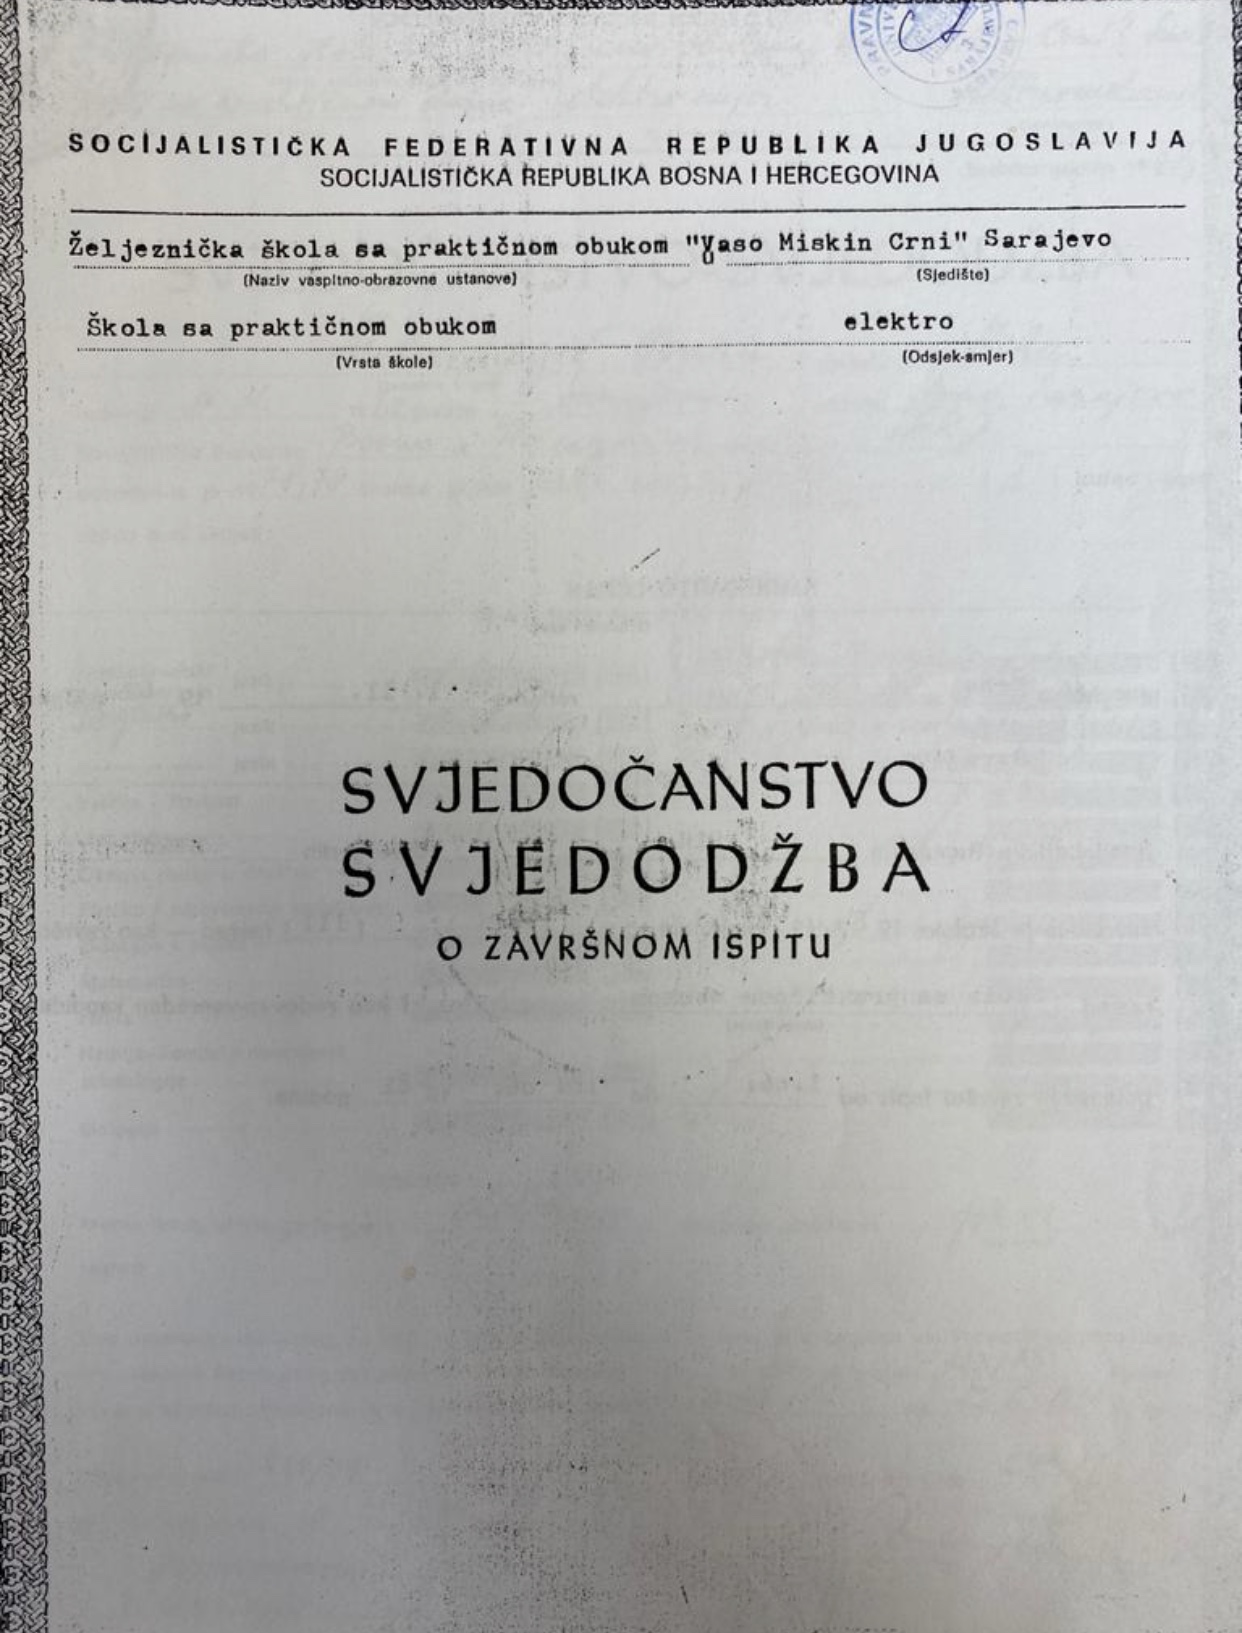 SOCIJALISTIČKA FEDERATIVNA REPUBLIKA JUGOSLAVIJA
SOCIJALISTIČKA REPUBLIKA BOSNA I HERCEGOVINA
Željeznička škola sa praktičnom obukom "Vaso Miskin Crni" Sarajevo
(Naziv vaspitno-obrazovne ustanove) (Sjedište)
Škola sa praktičnom obukom elektro
(Vrsta škole) (Odsjek-smjer)
SVJEDOČANSTVO
SVJEDODŽBA
O ZAVRŠNOM ISPITU